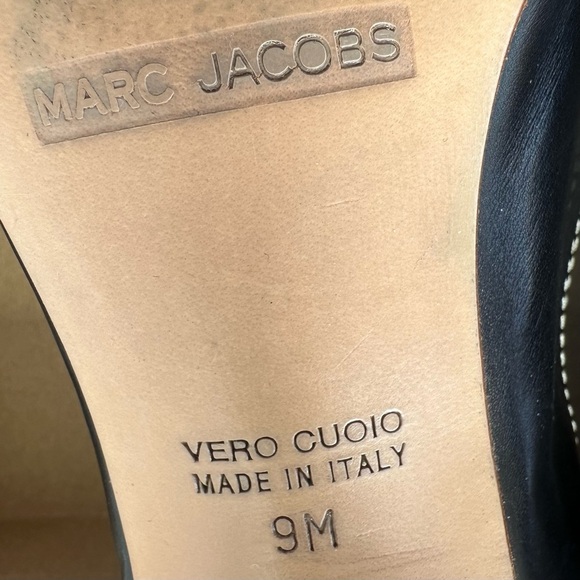 MARC JACOBS
VERO CUOIO
MADE IN ITALY
9M